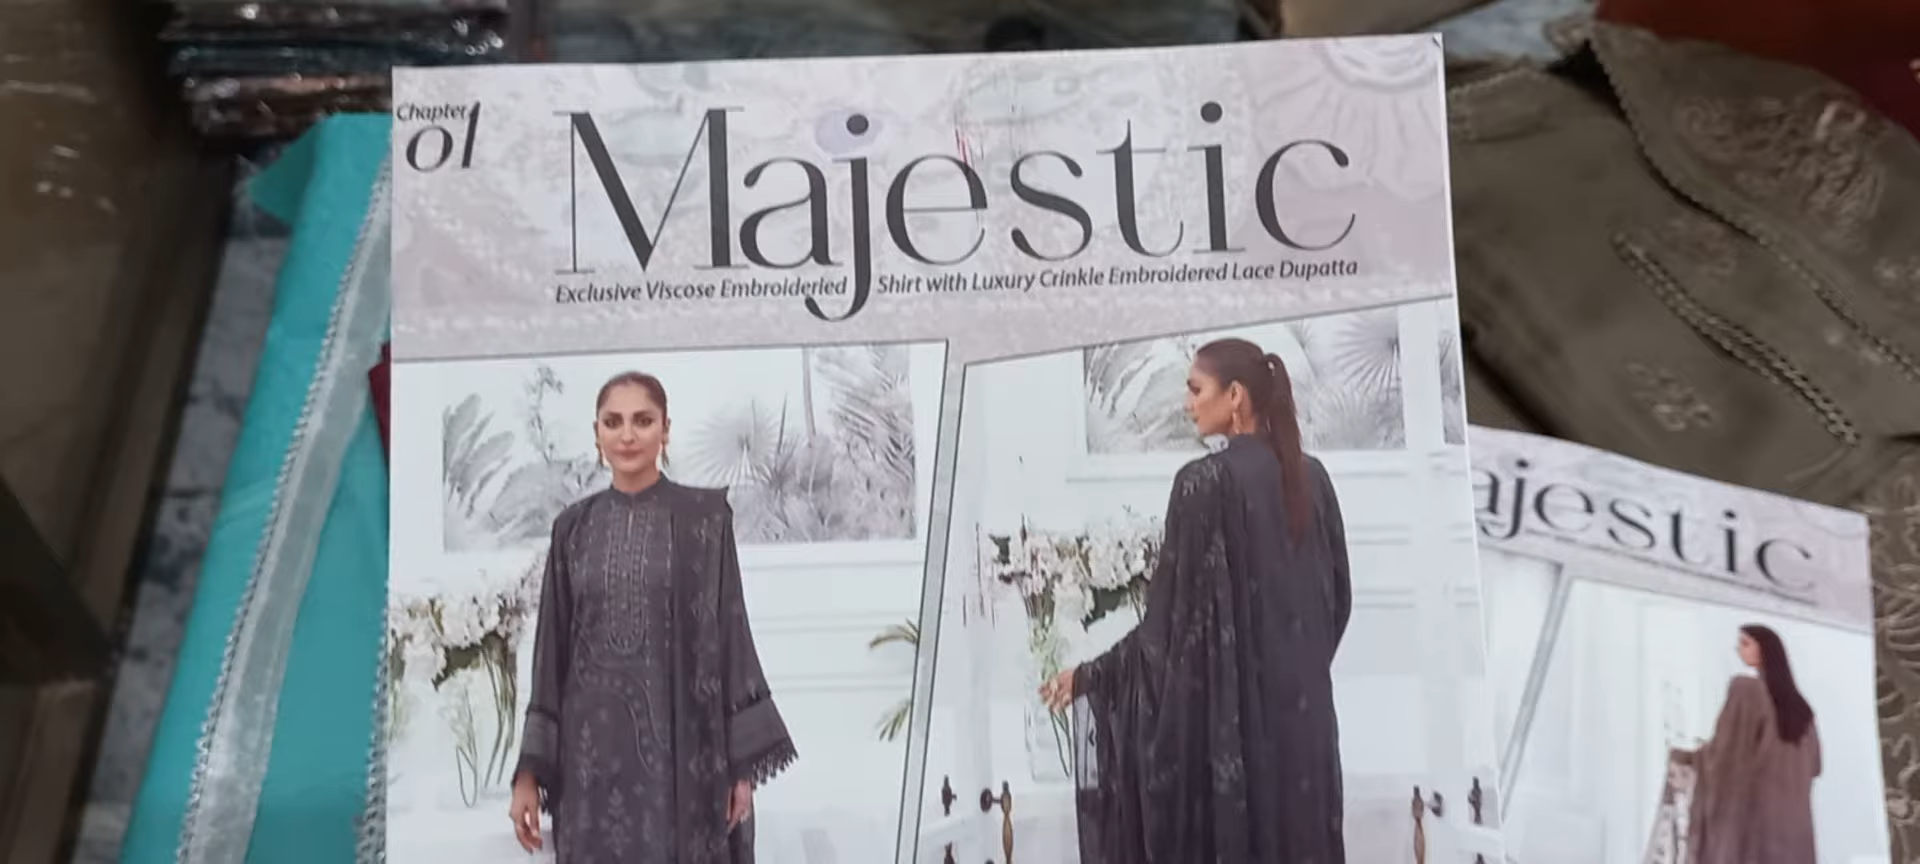 Chapter
01
Majestic
Exclusive Viscose Embroideried Shirt with Luxury Crinkle Embroidered Lace Dupatta
ajestic